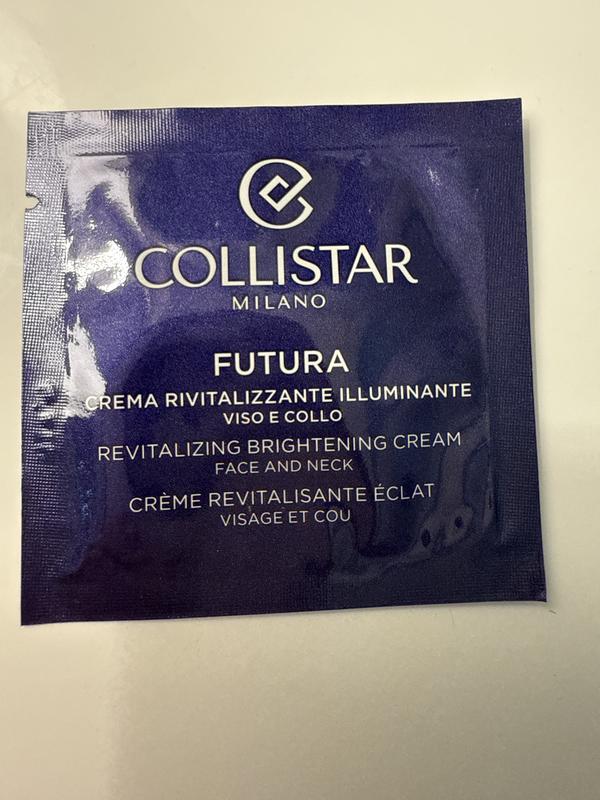 COLLISTAR
MILANO
FUTURA
CREMA RIVITALIZZANTE ILLUMINANTE
VISO E COLLO
REVITALIZING BRIGHTENING CREAM
FACE AND NECK
CRÈME REVITALISANTE ÉCLAT
VISAGE ET COU